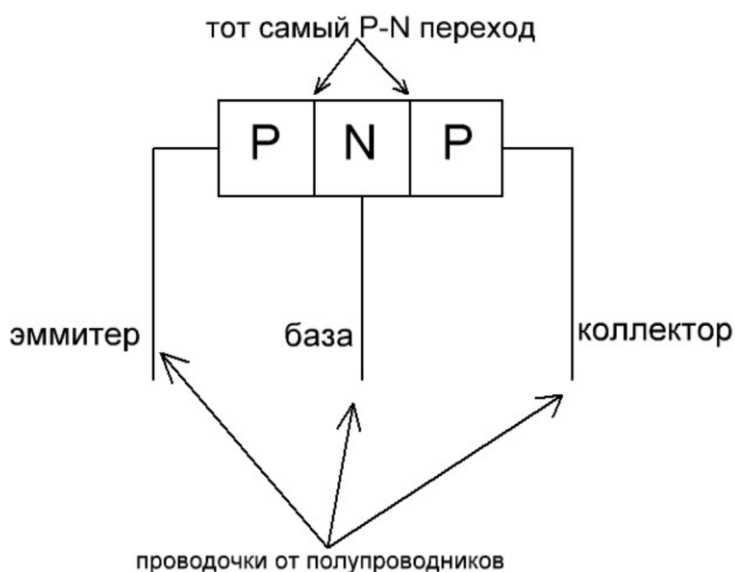 тот самый P-N переход
P N P
эммитер база коллектор
проводочки от полупроводников